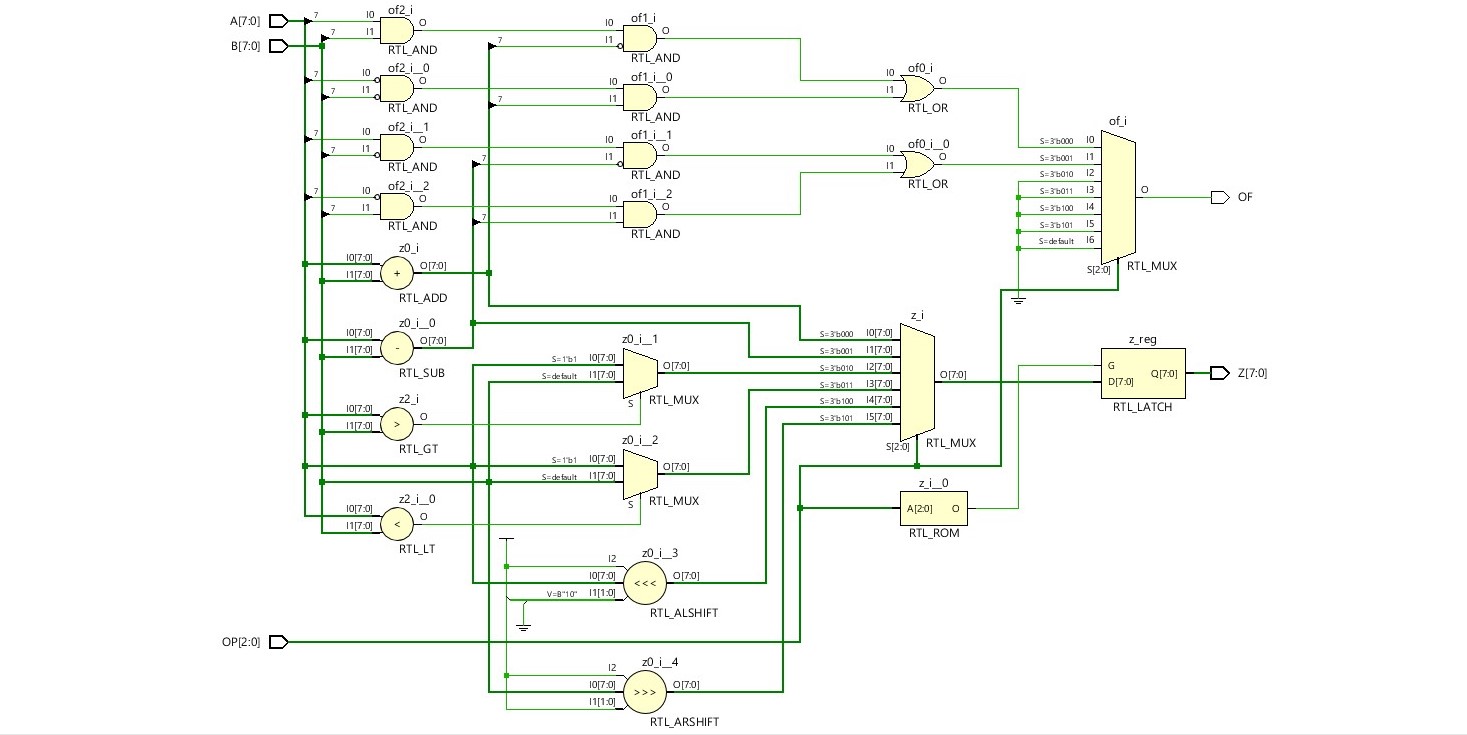 A[7:0]
B[7:0]
OP[2:0]
7
I0
7
I1
of2_i
O
RTL_AND
7
I0
7
I1
of2_i__0
O
RTL_AND
7
I0
7
I1
of2_i__1
O
RTL_AND
7
I0
7
I1
of2_i__2
O
RTL_AND
I0[7:0]
I1[7:0]
z0_i
+
O[7:0]
RTL_ADD
I0[7:0]
I1[7:0]
z0_i__0
-
O[7:0]
RTL_SUB
I0[7:0]
I1[7:0]
z2_i
>
O
RTL_GT
I0[7:0]
I1[7:0]
z2_i__0
<
O
RTL_LT
I0
7
I1
of1_i
O
RTL_AND
I0
7
I1
of1_i__0
O
RTL_AND
I0
7
I1
of1_i__1
O
RTL_AND
I0
7
I1
of1_i__2
O
RTL_AND
S=1'b1
I0[7:0]
S=default
I1[7:0]
S
z0_i__1
O[7:0]
RTL_MUX
S=1'b1
I0[7:0]
S=default
I1[7:0]
S
z0_i__2
O[7:0]
RTL_MUX
I2
I0[7:0]
V=B"10"
I1[1:0]
z0_i__3
<<<
O[7:0]
RTL_ALSHIFT
I2
I0[7:0]
I1[1:0]
z0_i__4
>>>
O[7:0]
RTL_ARSHIFT
I0
I1
of0_i
O
RTL_OR
I0
I1
of0_i__0
O
RTL_OR
z_i
S=3'b000
I0[7:0]
S=3'b001
I1[7:0]
S=3'b010
I2[7:0]
S=3'b011
I3[7:0]
S=3'b100
I4[7:0]
S=3'b101
I5[7:0]
S[2:0]
O[7:0]
RTL_MUX
z_i__0
A[2:0]
O
RTL_ROM
of_i
S=3'b000
I0
S=3'b001
I1
S=3'b010
I2
S=3'b011
I3
S=3'b100
I4
S=3'b101
I5
S=default
I6
S[2:0]
O
RTL_MUX
z_reg
G
D[7:0]
Q[7:0]
RTL_LATCH
OF
Z[7:0]